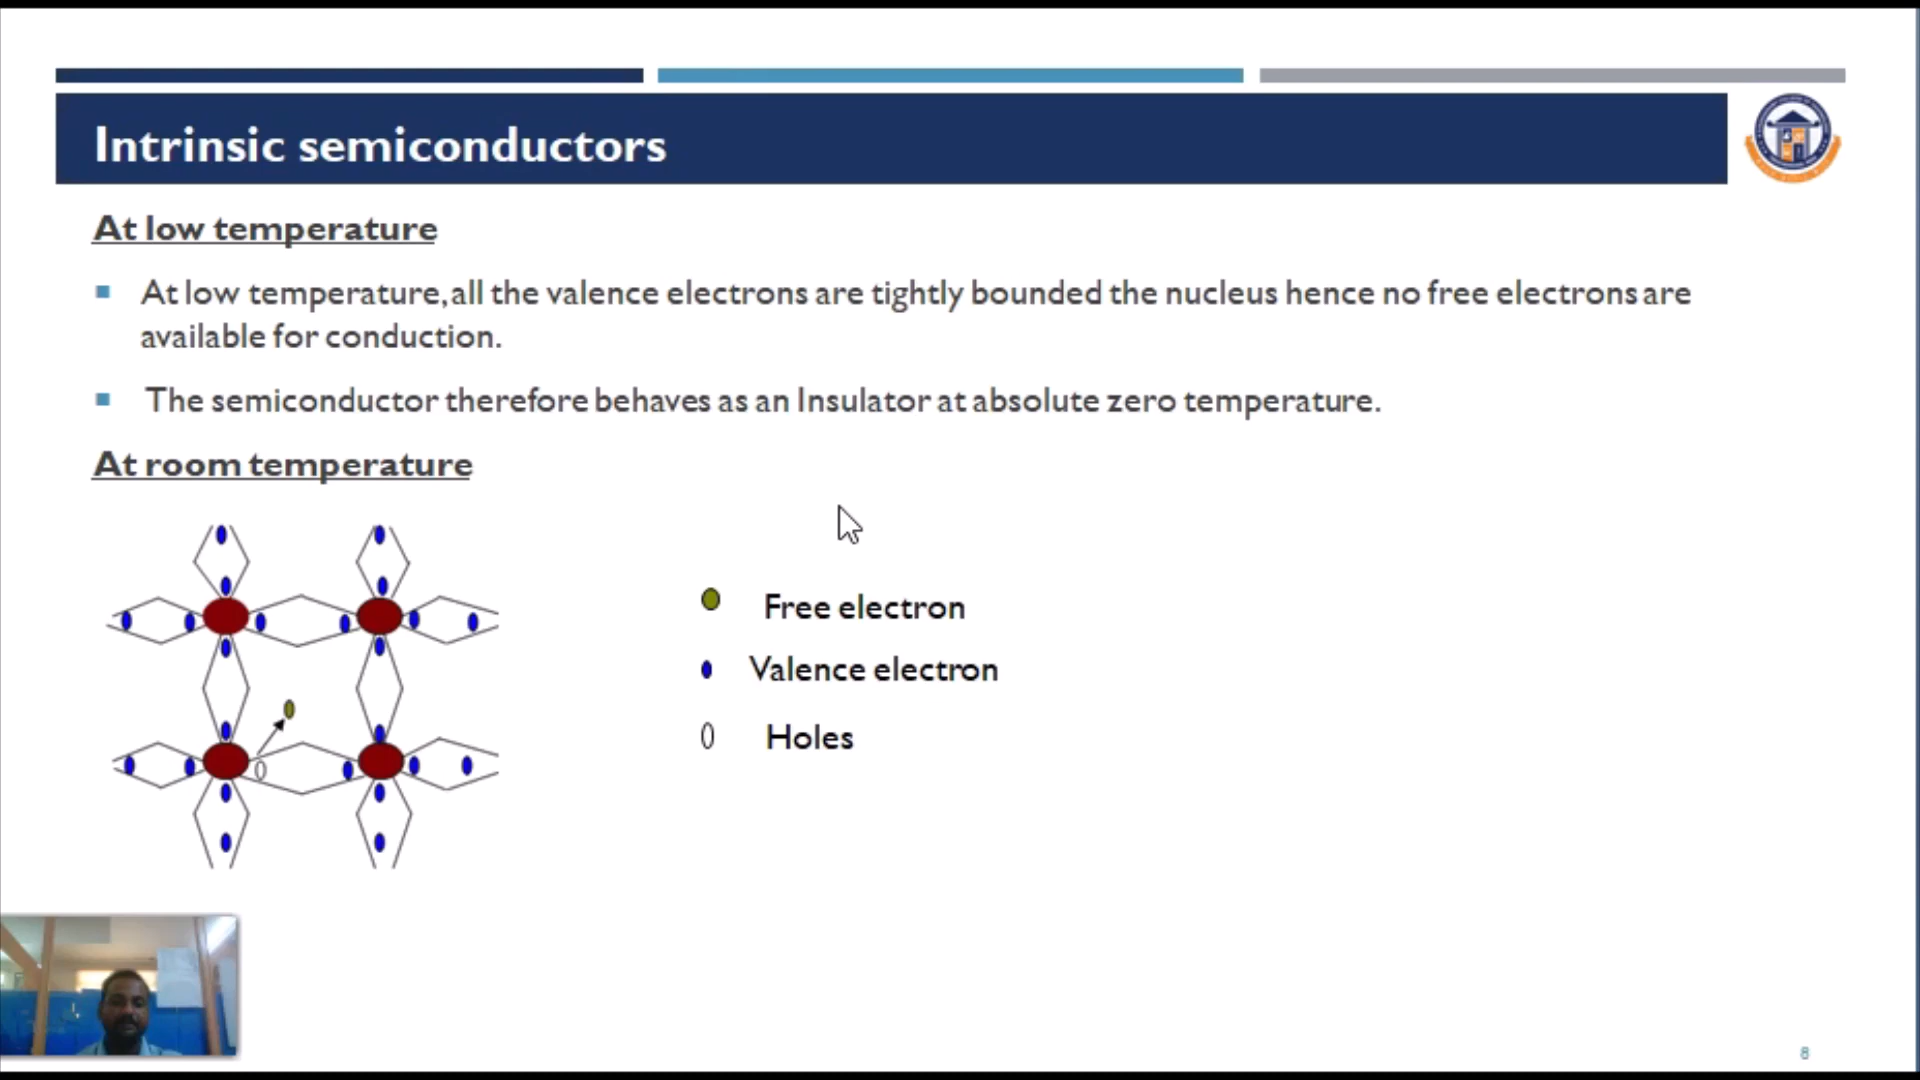 Intrinsic semiconductors
At low temperature
At low temperature, all the valence electrons are tightly bounded the nucleus hence no free electrons are
available for conduction.
The semiconductor therefore behaves as an Insulator at absolute zero temperature.
At room temperature
Free electron
Valence electron
Holes
8